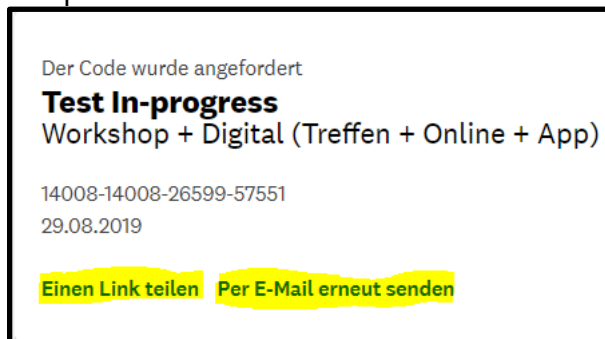 Der Code wurde angefordert
Test In-progress
Workshop + Digital (Treffen + Online + App)
14008-14008-26599-57551
29.08.2019
Einen Link teilen Per E-Mail erneut senden